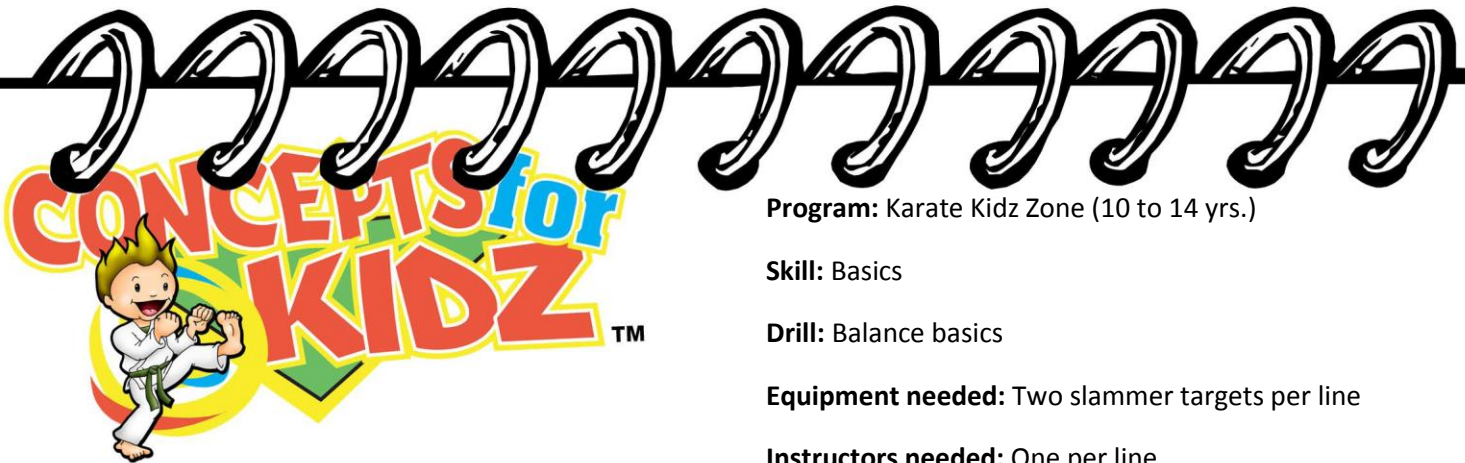 CONCEPTS for
KIDZ
TM
Program: Karate Kidz Zone (10 to 14 yrs.)
Skill: Basics
Drill: Balance basics
Equipment needed: Two slammer targets per line
Instructors needed: One per line